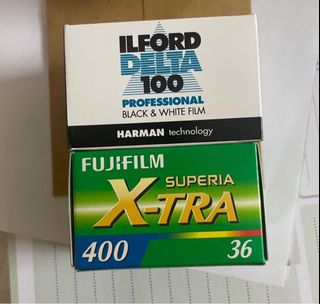 ILFORD
DELTA
100
PROFESSIONAL
BLACK & WHITE FILM
HARMAN technology
FUJIFILM
SUPERIA
X-TRA
400 36